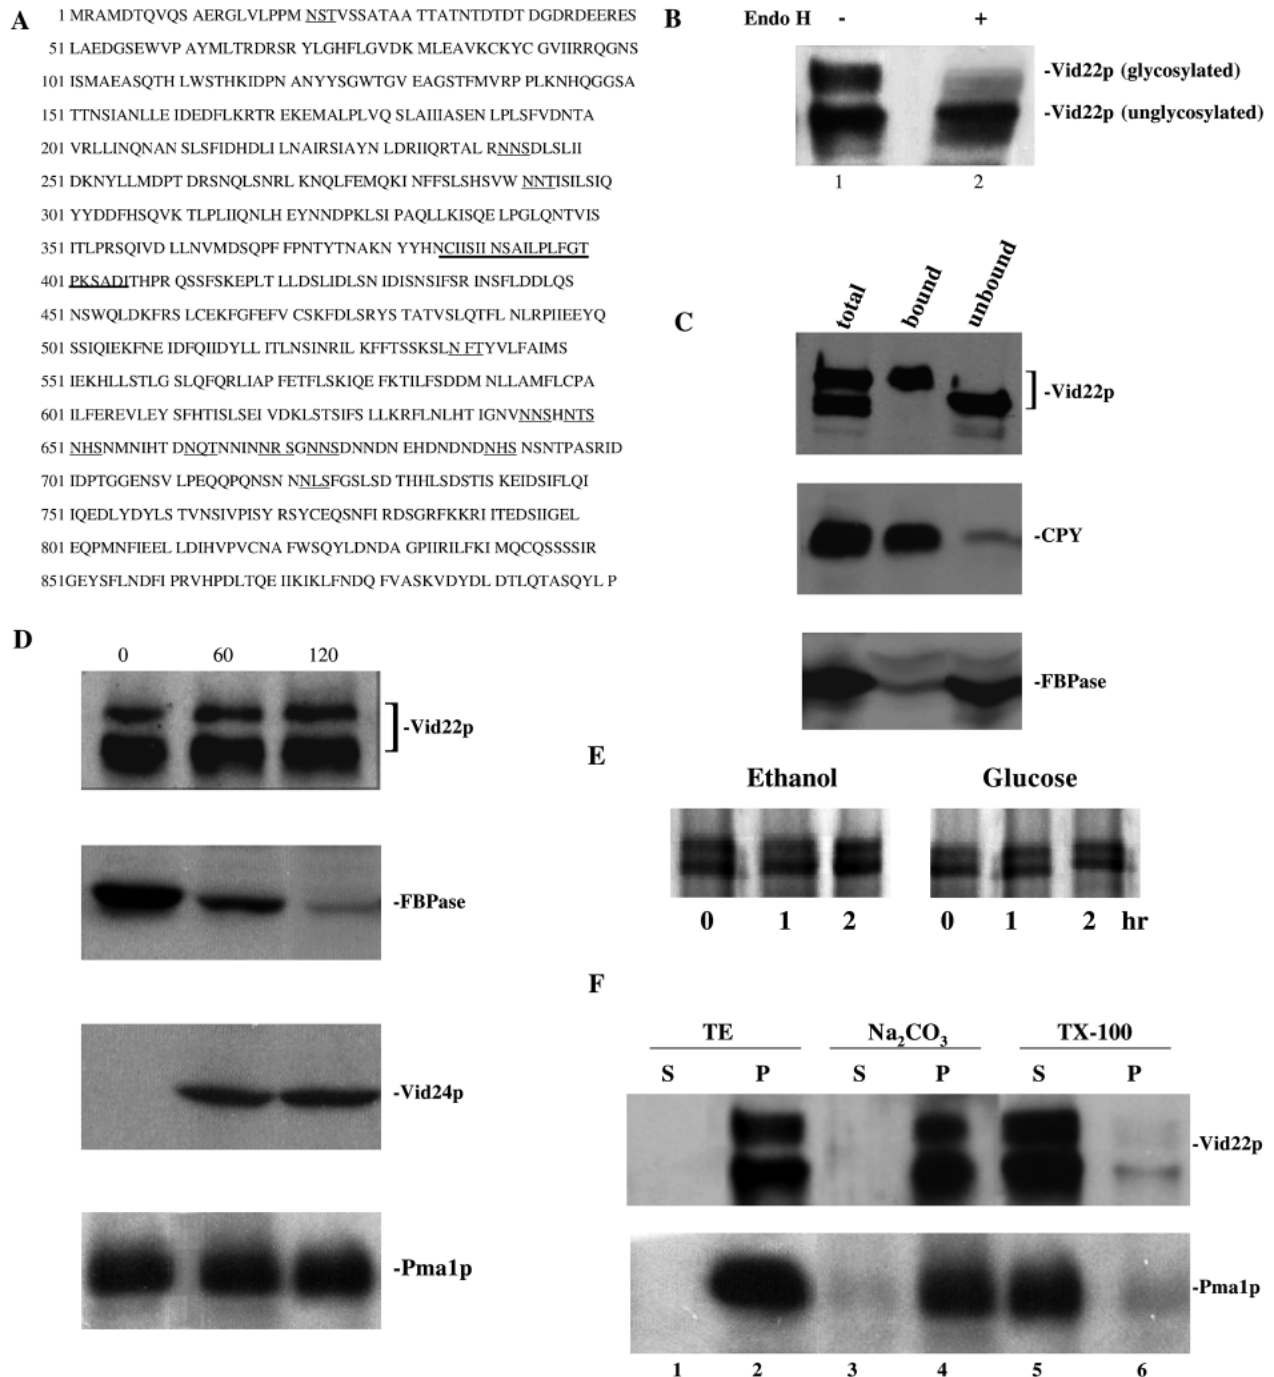 A
1 MRAMDTQVQS AERGLVLPPM NSTVSSATAA TTATNTDTDT DGDRDEERES
51 LAEDGSEWVP AYMLTRDRSR YLGHFLGVDK MLEAVKCKYC GVIIRRQGNS
101 ISMAEASQTH LWSTHKIDPN ANYYSGWTGV EAGSTFMVRP PLKNHQGGSA
151 TTNSIANLLE IDEDFLKRTR EKEMALPLVQ SLAIIIASEN LPLSFVDNTA
201 VRLLINQNAN SLSFIDHDLI LNAIRSIAYN LDRIIQRTAL RNNSDLSLII
251 DKNYLLMDPT DRSNQLSNRL KNQLFEMQKI NFFSLSHSVW NNTISILSIQ
301 YYDDFHSQVK TLPLIIQNLH EYNNDPKLSI PAQLLKISQE LPGLQNTVIS
351 ITLPRSQIVD LLNVMDSQPF FPNTYTNAKN YYHNCIISII NSAILPLFGT
401 PKSADITHPR QSSFSKEPLT LLDSLIDLSN IDISNSIFSR INSFLDDLQS
451 NSWQLDKFRS LCEKFGFEFV CSKFDLSRYS TATVSLQTFL NLRPIIEEYQ
501 SSIQIEKFNE IDFQIIDYLL ITLNSINRIL KFFTSSKSLN FTYVLFAIMS
551 IEKHLLSTLG SLQFQRLIAP FETFLSKIQE FKTILFSDDM NLLAMFLCPA
601 ILFEREVLEY SFHTISLSEI VDKLSTSIFS LLKRFLNLHT IGNVNNSHNTS
651 NHSNMNIHT DNQTNNINNRS GNNSDNNDN EHDNDNDNHS NSNTPASRID
701 IDPTGGENSV LPEQQPQNSN NNLSFGSLSD THHLSDSTIS KEIDSIFLQI
751 IQEDLYDYLS TVNSIVPISY RSYCEQSNFI RDSGRFKKRI ITEDSIIGEL
801 EQPMNFIEEL LDIHVPVCNA FWSQYLDNDA GPIIRILFKI MQCQSSSSIR
851GEYSFLNDFI PRVHPDLTQE IIKIKLFNDQ FVASKVDYDL DTLQTASQYL P
B
Endo H - +
-Vid22p (glycosylated)
-Vid22p (unglycosylated)
1 2
C
total bound unbound
-Vid22p
-CPY
-FBPase
D
0 60 120
-Vid22p
-FBPase
-Vid24p
-Pma1p
E
Ethanol Glucose
0 1 2 0 1 2 hr
F
TE Na2CO3 TX-100
S P S P S P
-Vid22p
-Pma1p
1 2 3 4 5 6